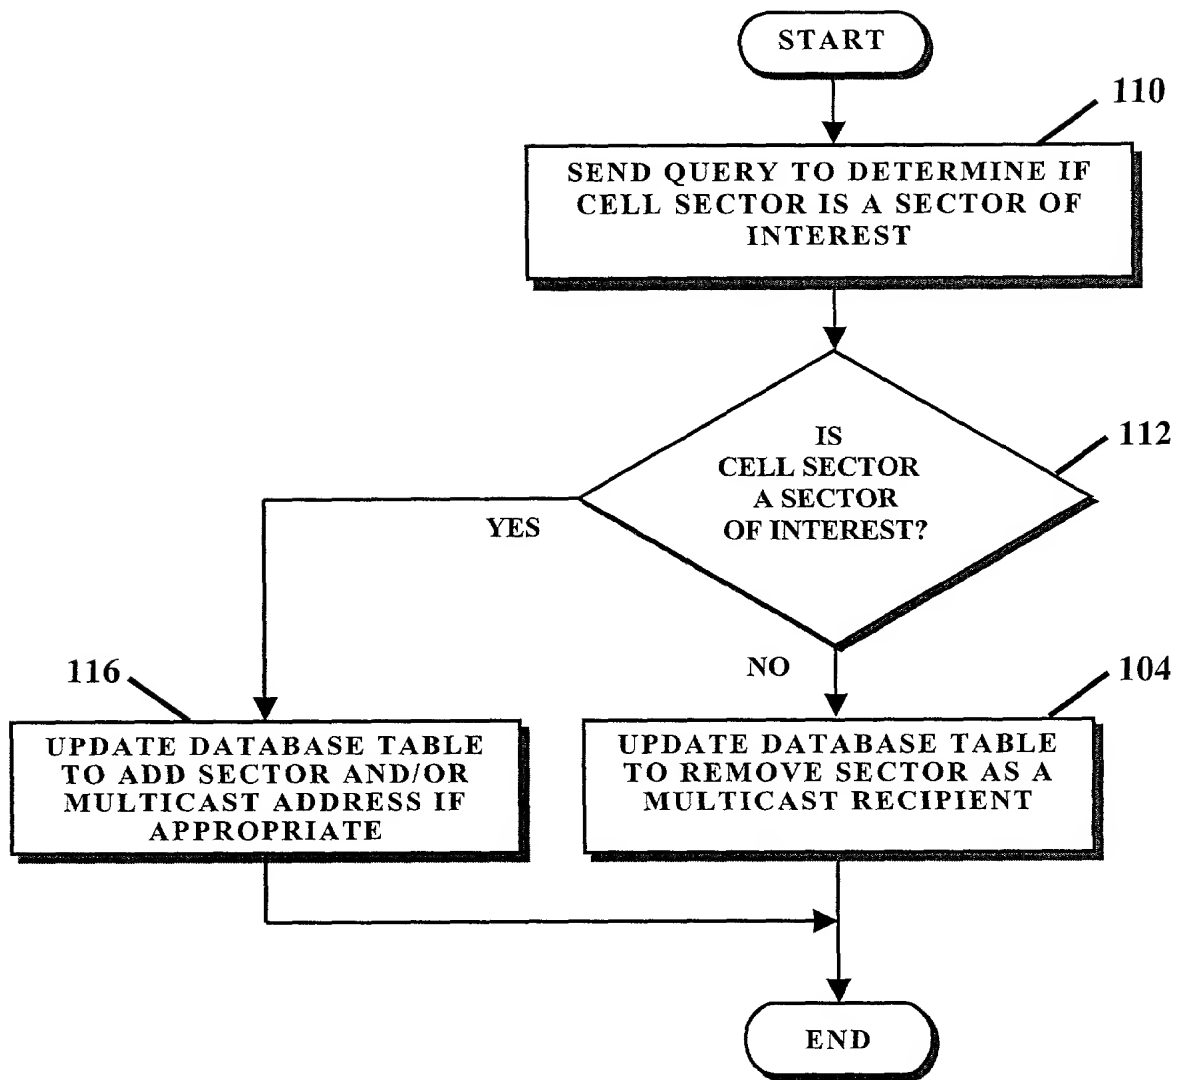 START
110
SEND QUERY TO DETERMINE IF
CELL SECTOR IS A SECTOR OF
INTEREST
IS
CELL SECTOR
A SECTOR
OF INTEREST?
112
YES
NO
116
UPDATE DATABASE TABLE
TO ADD SECTOR AND/OR
MULTICAST ADDRESS IF
APPROPRIATE
104
UPDATE DATABASE TABLE
TO REMOVE SECTOR AS A
MULTICAST RECIPIENT
END